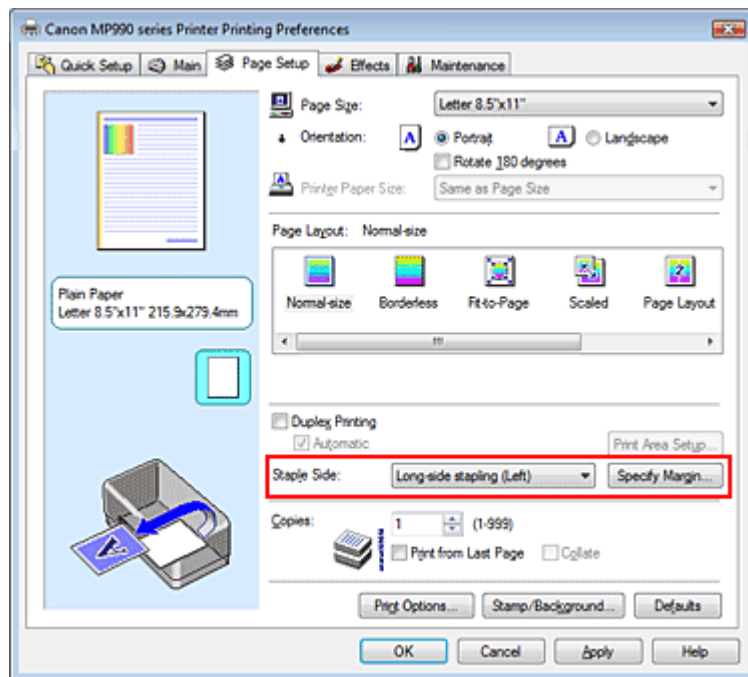 Canon MP990 series Printer Printing Preferences
Quick Setup Main Page Setup Effects Maintenance
Page Size: Letter 8.5"x11"
Orientation: A Portrait A Landscape
Rotate 180 degrees
Printer Paper Size: Same as Page Size
Page Layout: Normal-size
Normal-size Borderless Fit-to-Page Scaled Page Layout
Plain Paper
Letter 8.5"x11" 215.9x279.4mm
Duplex Printing
Automatic Print Area Setup...
Staple Side: Long-side stapling (Left) Specify Margin...
Copies: 1 (1-999)
Print from Last Page Collate
Print Options... Stamp/Background... Defaults
OK Cancel Apply Help